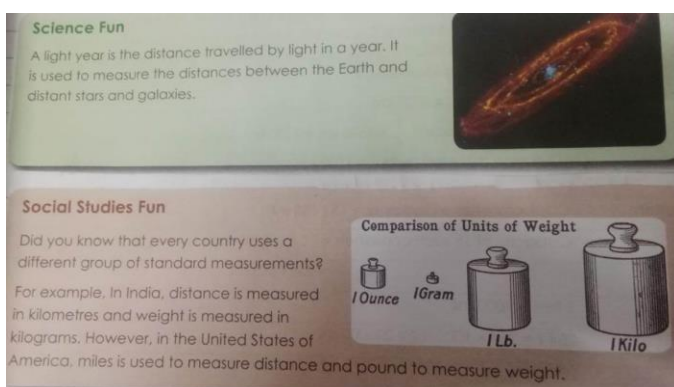 Science Fun
A light year is the distance travelled by light in a year. It
is used to measure the distances between the Earth and
distant stars and galaxies.
Social Studies Fun
Did you know that every country uses a
different group of standard measurements?
For example, In India, distance is measured
in kilometres and weight is measured in
kilograms. However, in the United States of
America, miles is used to measure distance and pound to measure weight.
Comparison of Units of Weight
1 Ounce
1 Gram
1 Lb.
1 Kilo